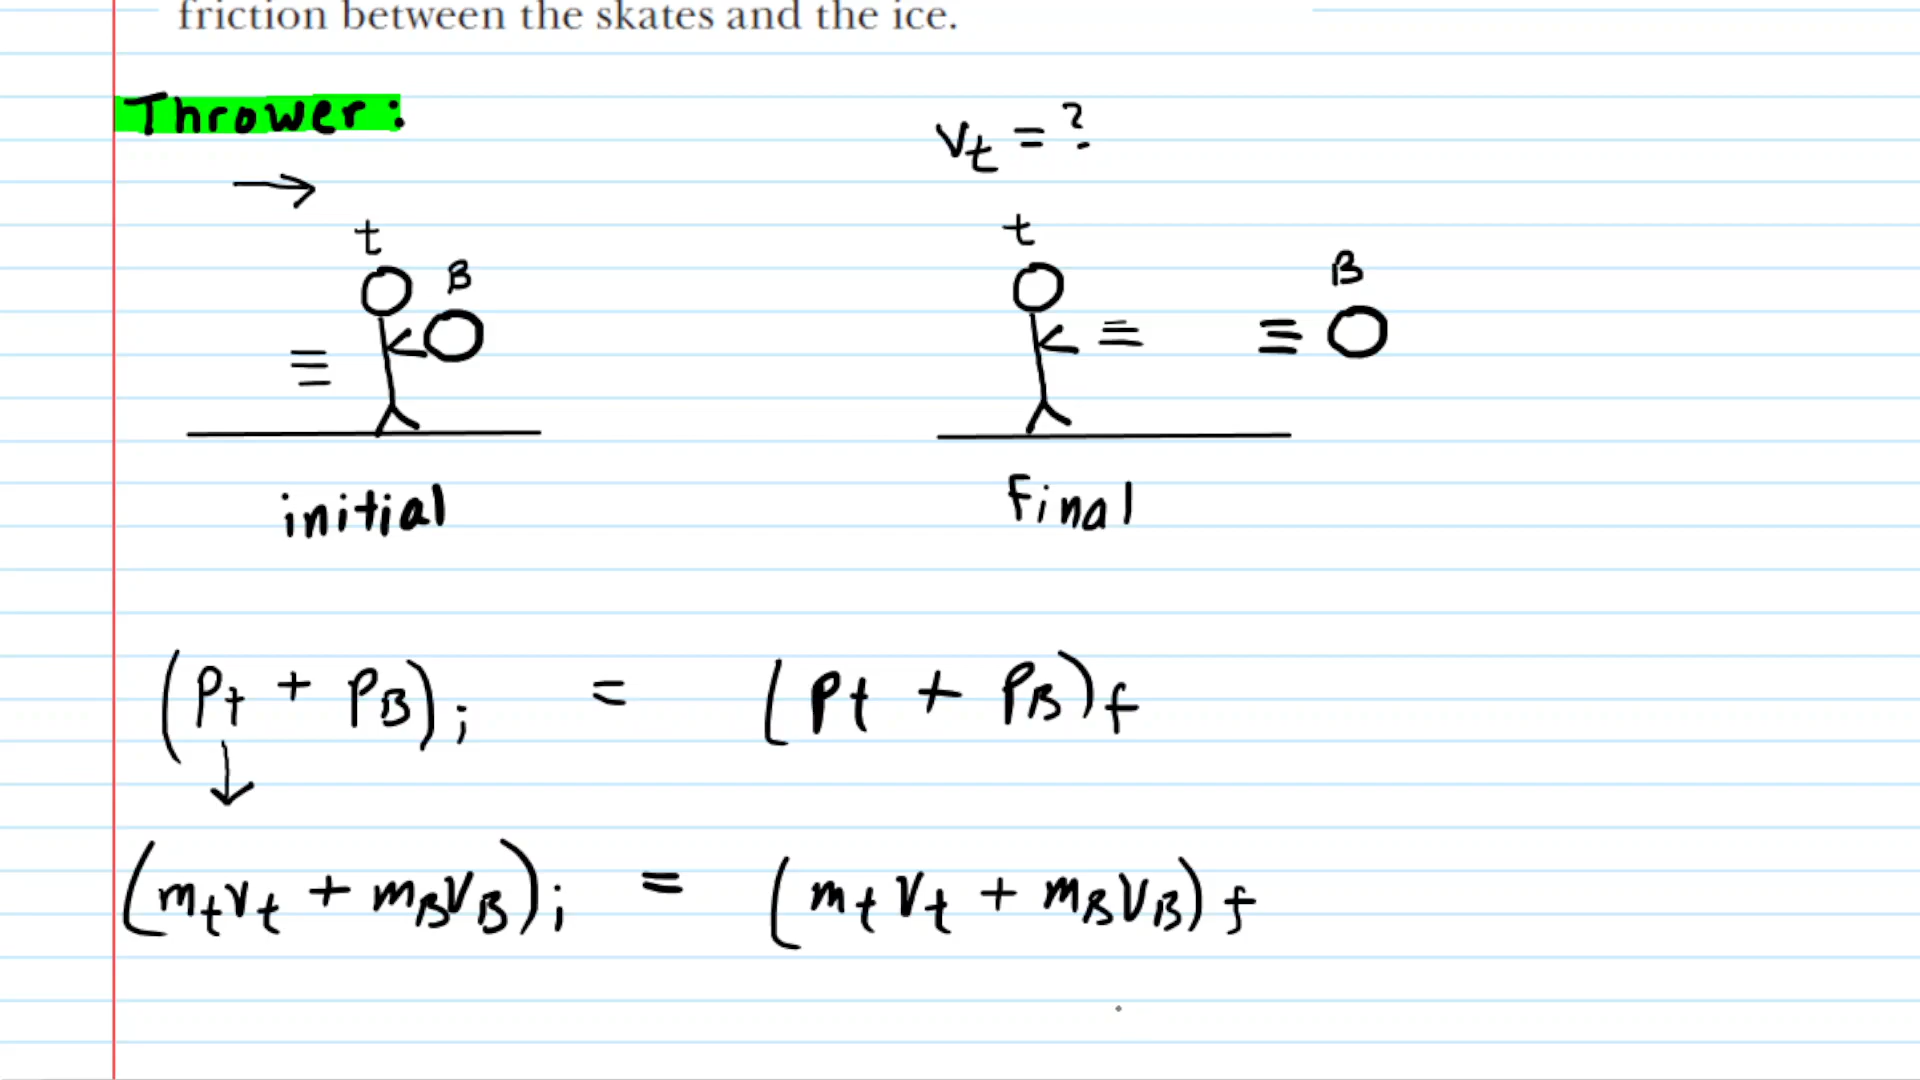 friction between the skates and the ice.
Thrower:
v_t = ?
t
B
t
B
initial
final
(p_t + p_B)_i = (p_t + p_B)_f
(m_t v_t + m_B v_B)_i = (m_t v_t + m_B v_B)_f